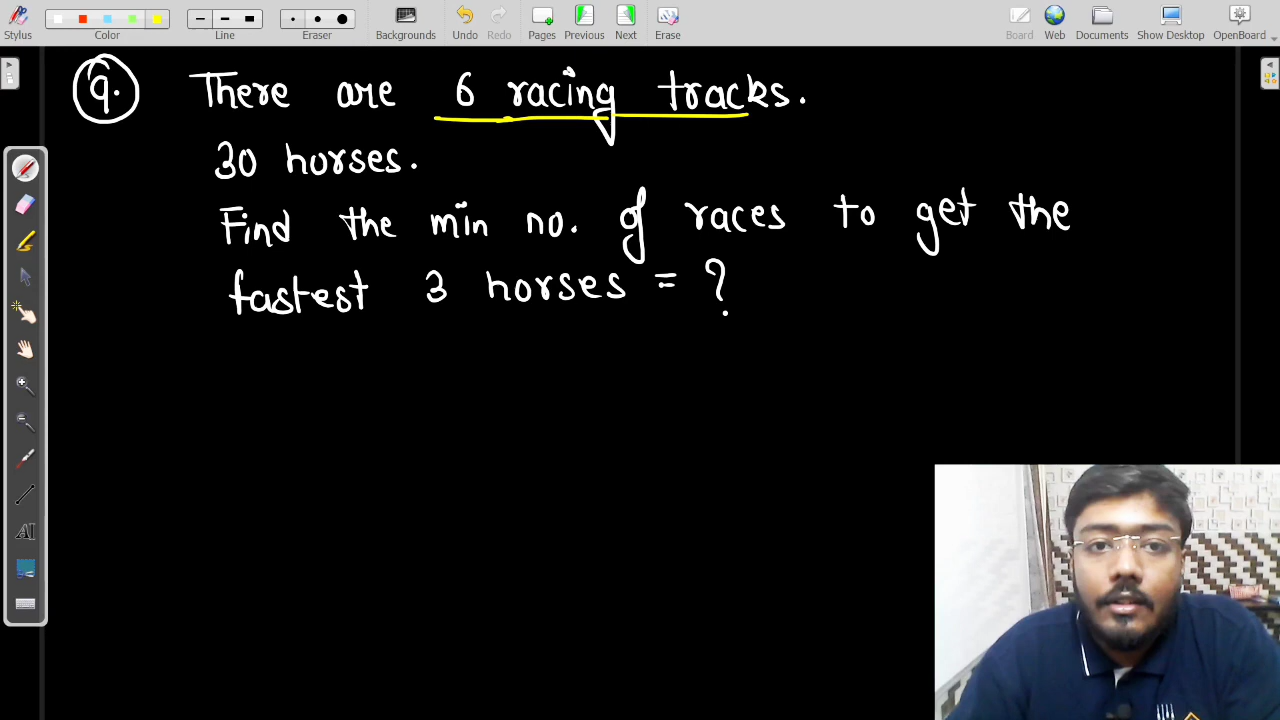 Stylus
Color
Line
Eraser
Backgrounds
Undo
Redo
Pages
Previous
Next
Erase
Board
Web
Documents
Show Desktop
OpenBoard
Q. There are 6 racing tracks.
30 horses.
Find the min no. of races to get the
fastest 3 horses = ?
AI